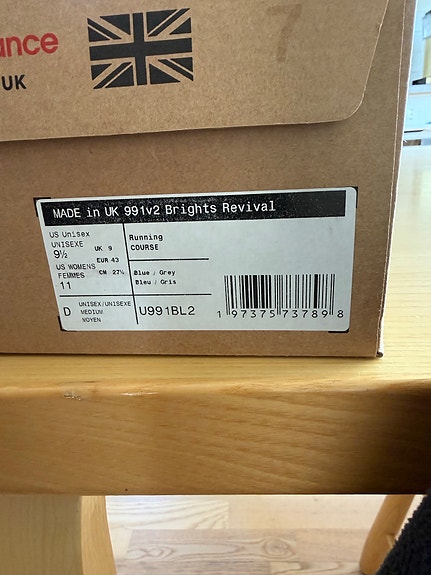 ance
UK
7
MADE in UK 991v2 Brights Revival
US Unisex
UNISEXE
9½
UK 9
EUR 43
US WOMENS
FEMMES
CM 27½
11
Running
COURSE
Blue / Grey
Bleu / Gris
D
UNISEX/UNISEXE
MEDIUM
MOYEN
U991BL2
1 97375 73789 8